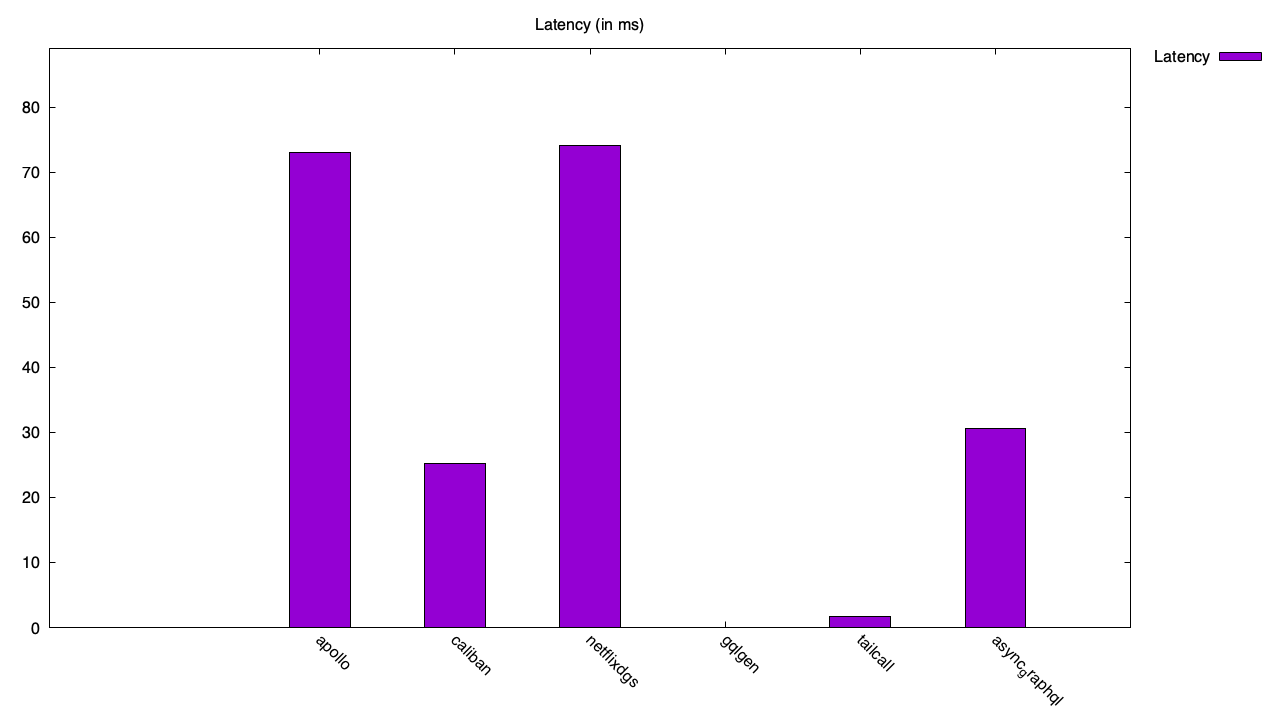 Latency (in ms)
Latency
80
70
60
50
40
30
20
10
0
apollo
caliban
netflixdgs
gqlgen
tailcall
async_graphql